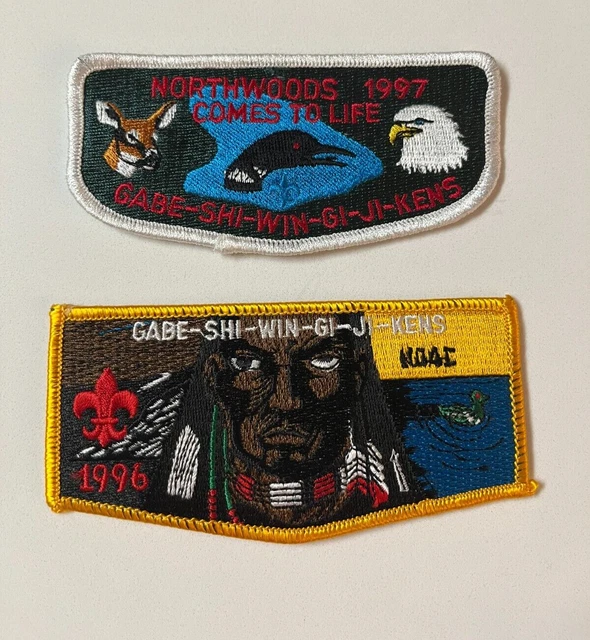 NORTHWOODS 1997
COMES TO LIFE
GABE-SHI-WIN-GI-JI-KENS
GABE-SHI-WIN-GI-JI-KENS
NOAC
1996